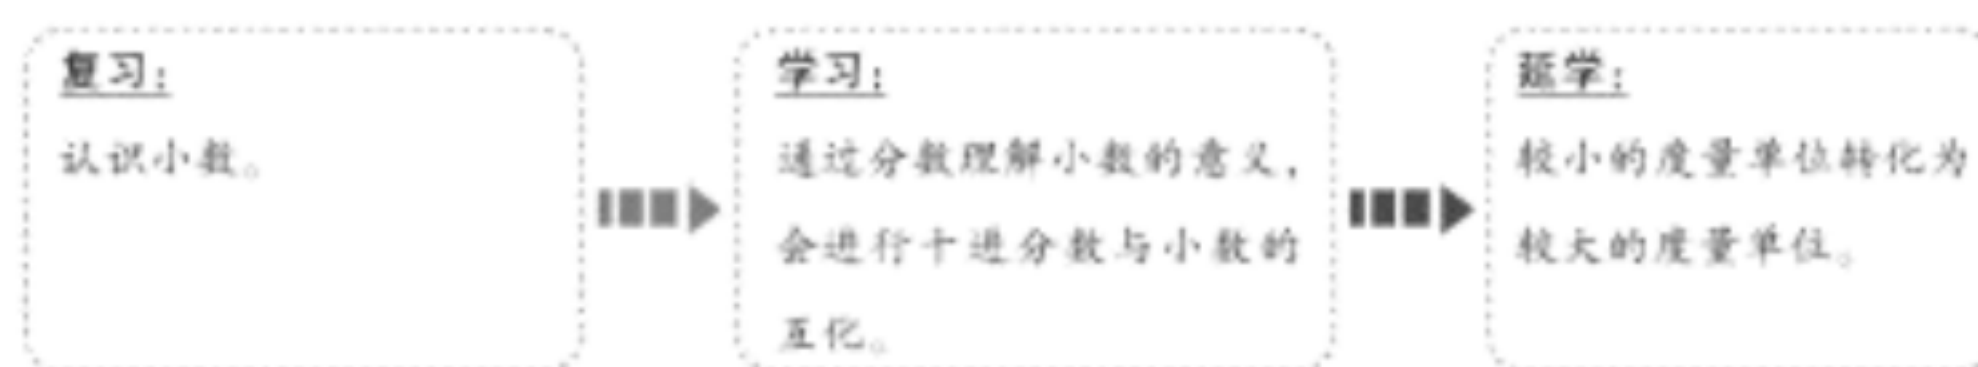 复习：
认识小数。
学习：
通过分数理解小数的意义，
会进行十进分数与小数的
互化。
延学：
较小的度量单位转化为
较大的度量单位。